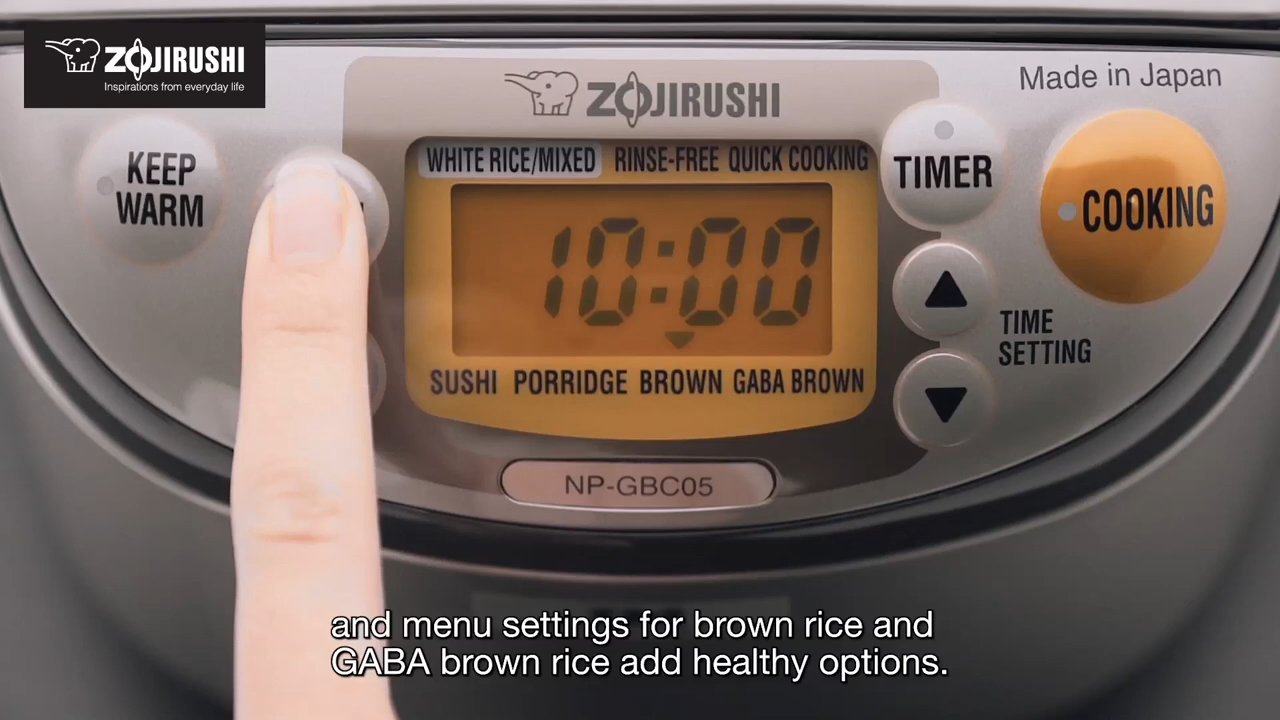 ZOJIRUSHI
Inspirations from everyday life
ZOJIRUSHI
Made in Japan
KEEP
WARM
WHITE RICE/MIXED RINSE-FREE QUICK COOKING
TIMER
COOKING
10:00
TIME
SETTING
SUSHI PORRIDGE BROWN GABA BROWN
NP-GBC05
and menu settings for brown rice and
GABA brown rice add healthy options.